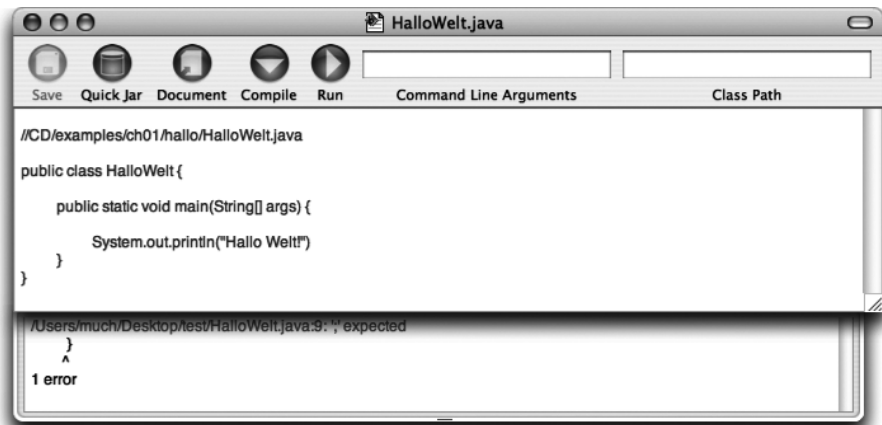 HalloWelt.java
Save Quick Jar Document Compile Run Command Line Arguments Class Path
//CD/examples/ch01/hallo/HalloWelt.java
public class HalloWelt {
public static void main(String[] args) {
System.out.println("Hallo Welt!")
}
}
/Users/much/Desktop/test/HalloWelt.java:9: ';' expected
}
^
1 error